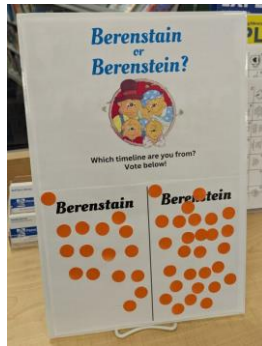 Berenstain
or
Berenstein?
Which timeline are you from?
Vote below!
Berenstain
Berenstein